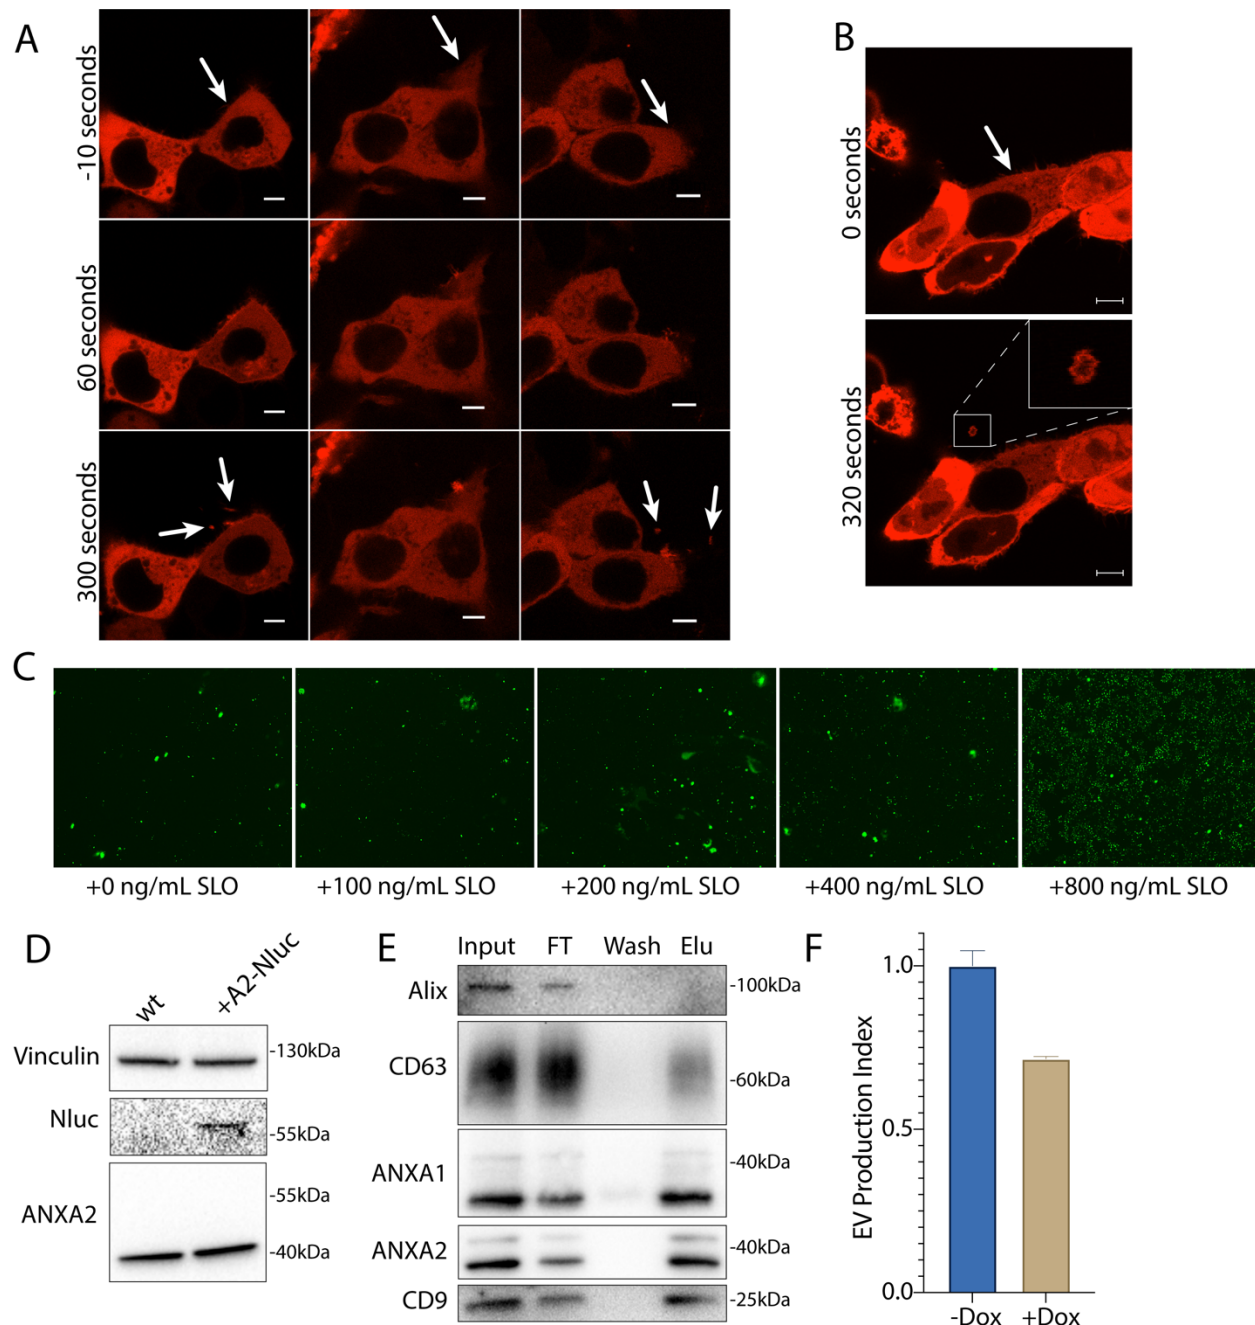 A
-10 seconds
60 seconds
300 seconds
B
0 seconds
320 seconds
C
+0 ng/mL SLO
+100 ng/mL SLO
+200 ng/mL SLO
+400 ng/mL SLO
+800 ng/mL SLO
D
wt
+A2-Nluc
Vinculin
-130kDa
Nluc
-55kDa
ANXA2
-55kDa
-40kDa
E
Input FT Wash Elu
Alix
-100kDa
CD63
-60kDa
ANXA1
-40kDa
ANXA2
-40kDa
CD9
-25kDa
F
EV Production Index
1.0
0.5
0.0
-Dox +Dox